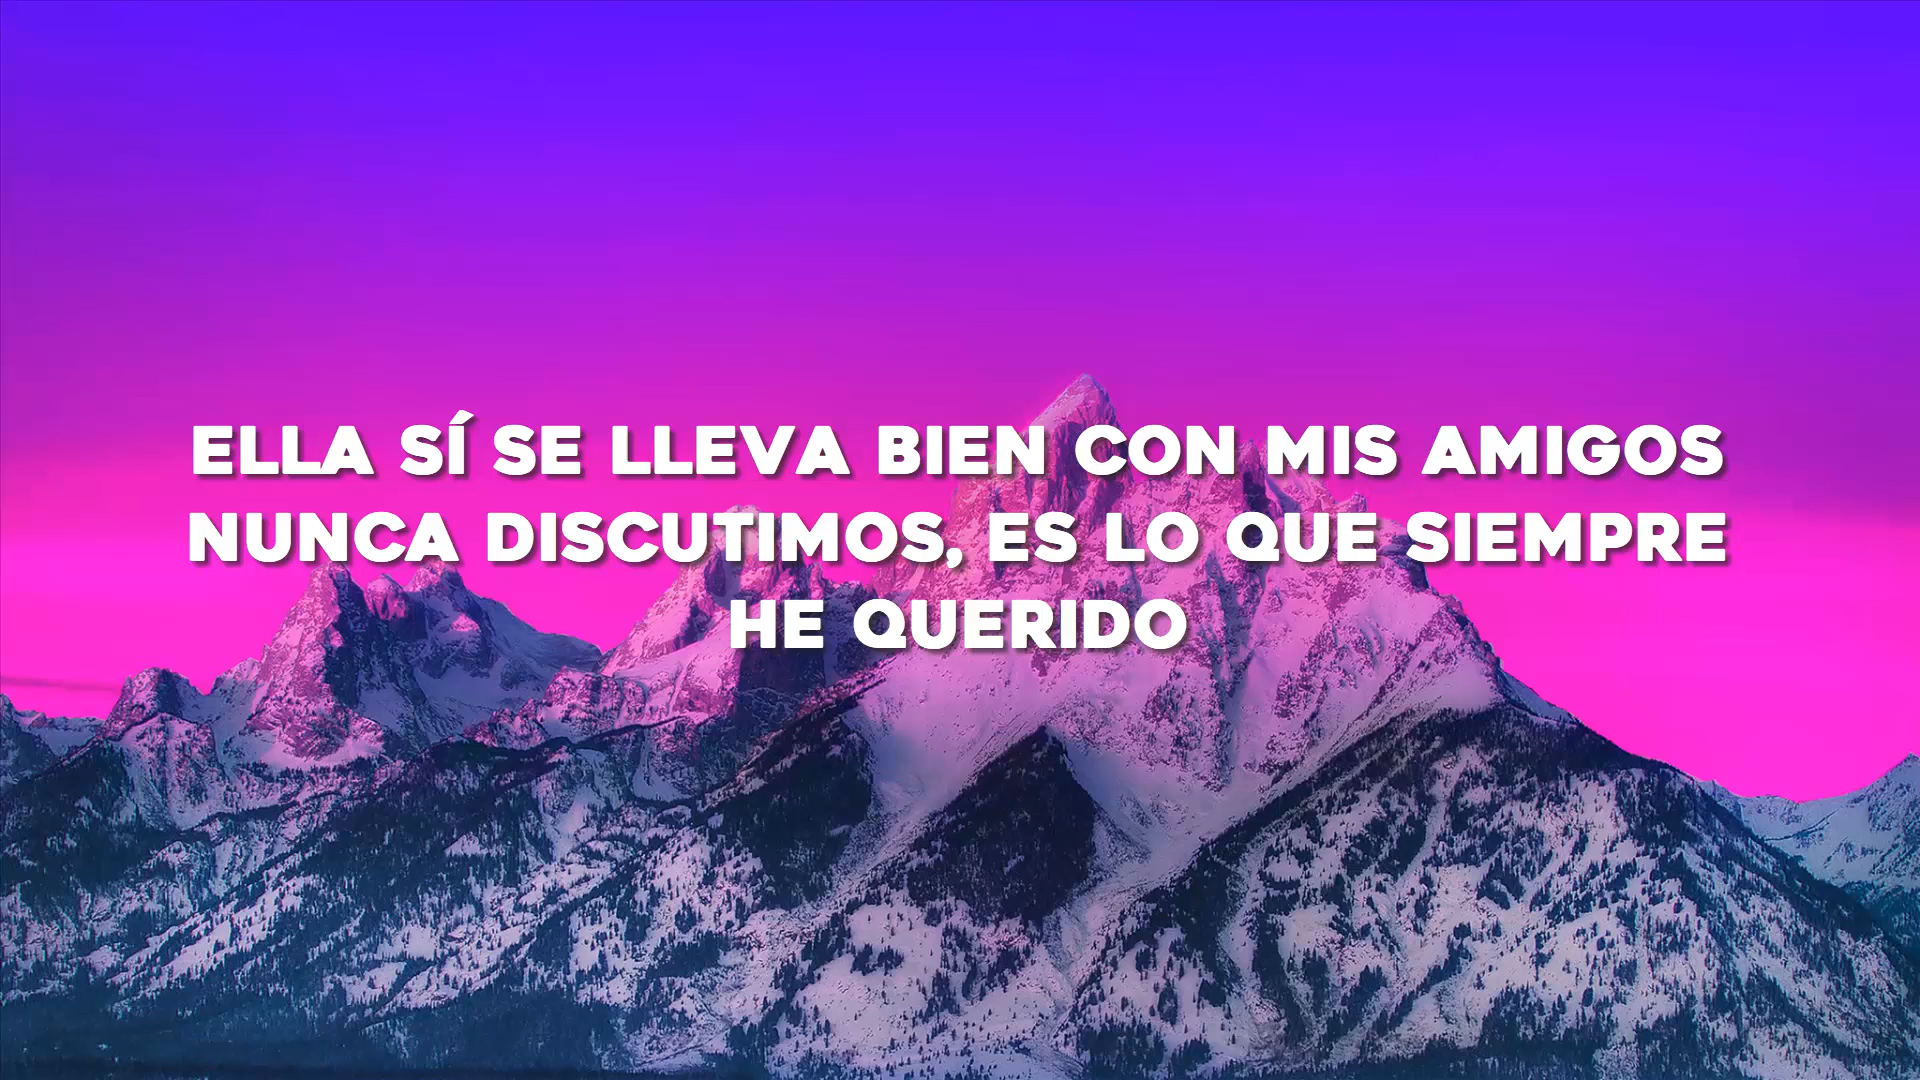 ELLA SÍ SE LLEVA BIEN CON MIS AMIGOS
NUNCA DISCUTIMOS, ES LO QUE SIEMPRE
HE QUERIDO